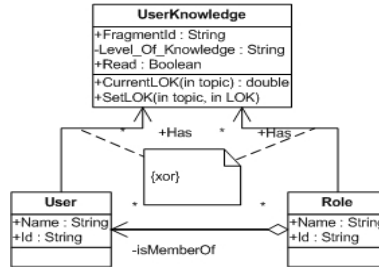 UserKnowledge
+FragmentId : String
-Level_Of_Knowledge : String
+Read : Boolean
+CurrentLOK(in topic) : double
+SetLOK(in topic, in LOK)
* +Has * +Has
{xor}
* *
User
+Name : String
+Id : String
Role
+Name : String
+Id : String
-isMemberOf